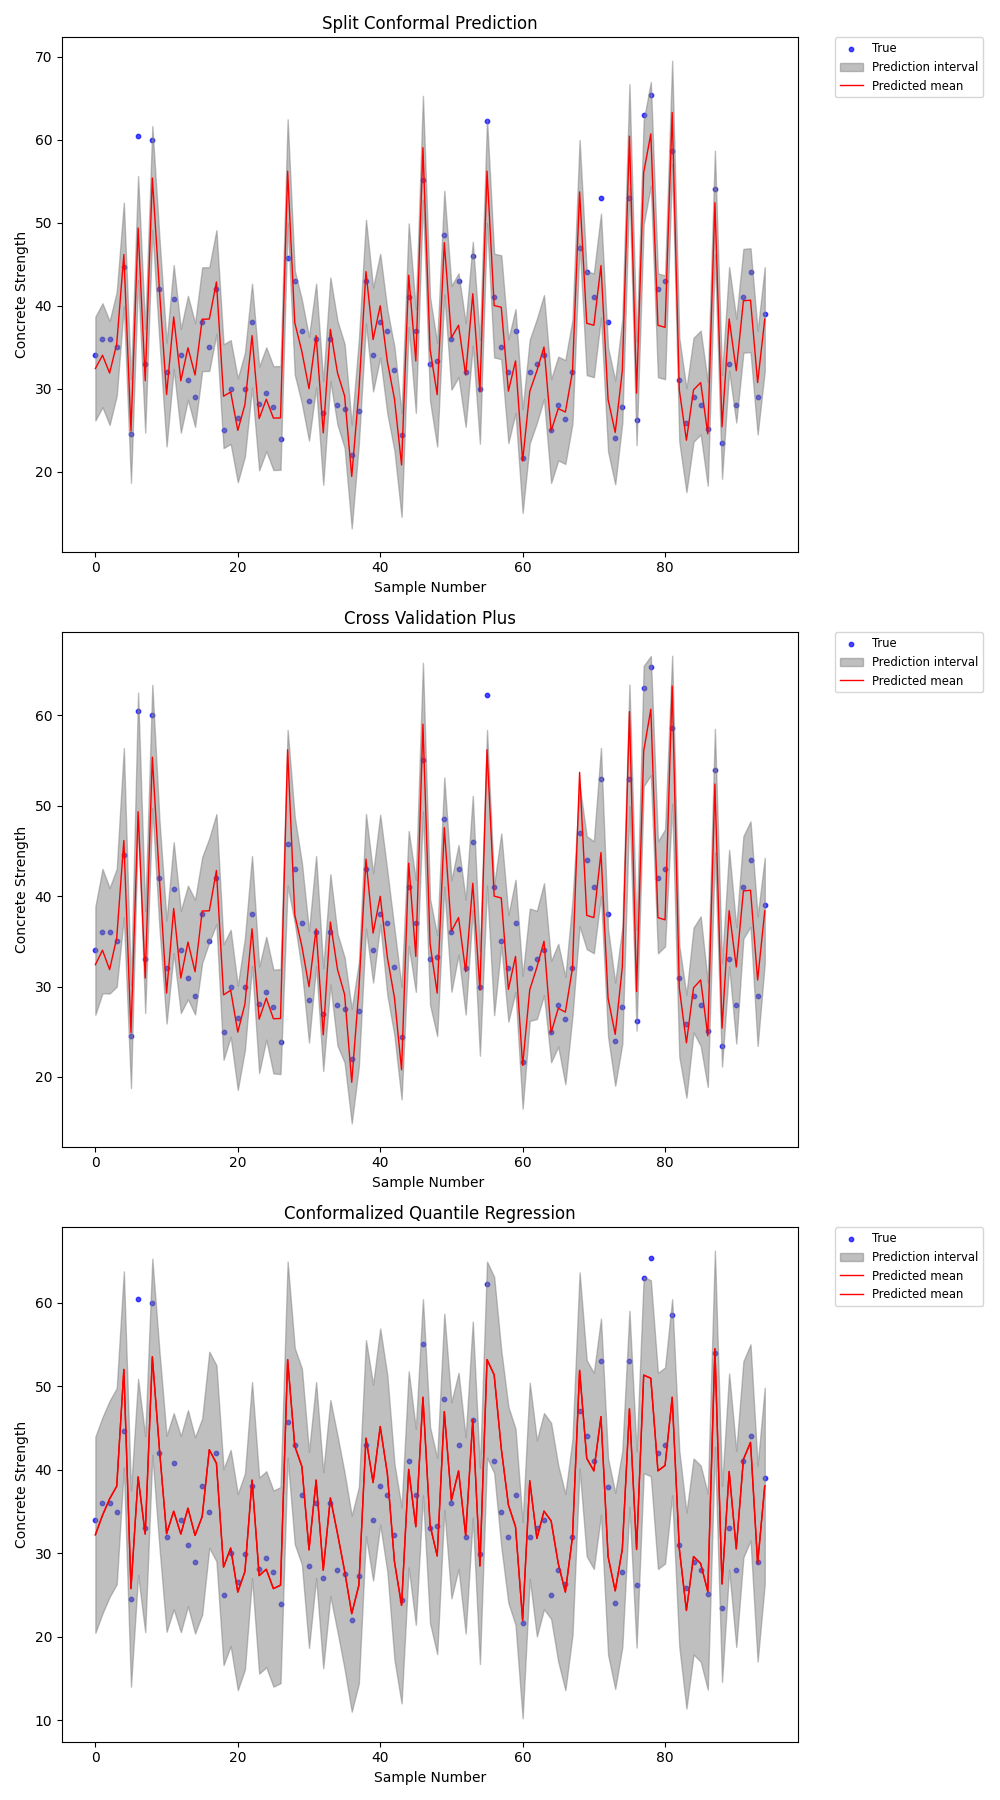 Split Conformal Prediction
True
Prediction interval
Predicted mean
Concrete Strength
70
60
50
40
30
20
0 20 40 60 80
Sample Number
Cross Validation Plus
True
Prediction interval
Predicted mean
Concrete Strength
60
50
40
30
20
0 20 40 60 80
Sample Number
Conformalized Quantile Regression
True
Prediction interval
Predicted mean
Predicted mean
Concrete Strength
60
50
40
30
20
10
0 20 40 60 80
Sample Number